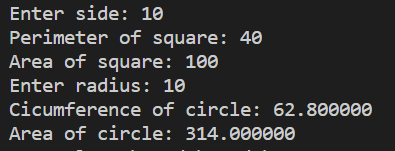 Enter side: 10
Perimeter of square: 40
Area of square: 100
Enter radius: 10
Cicumference of circle: 62.800000
Area of circle: 314.000000